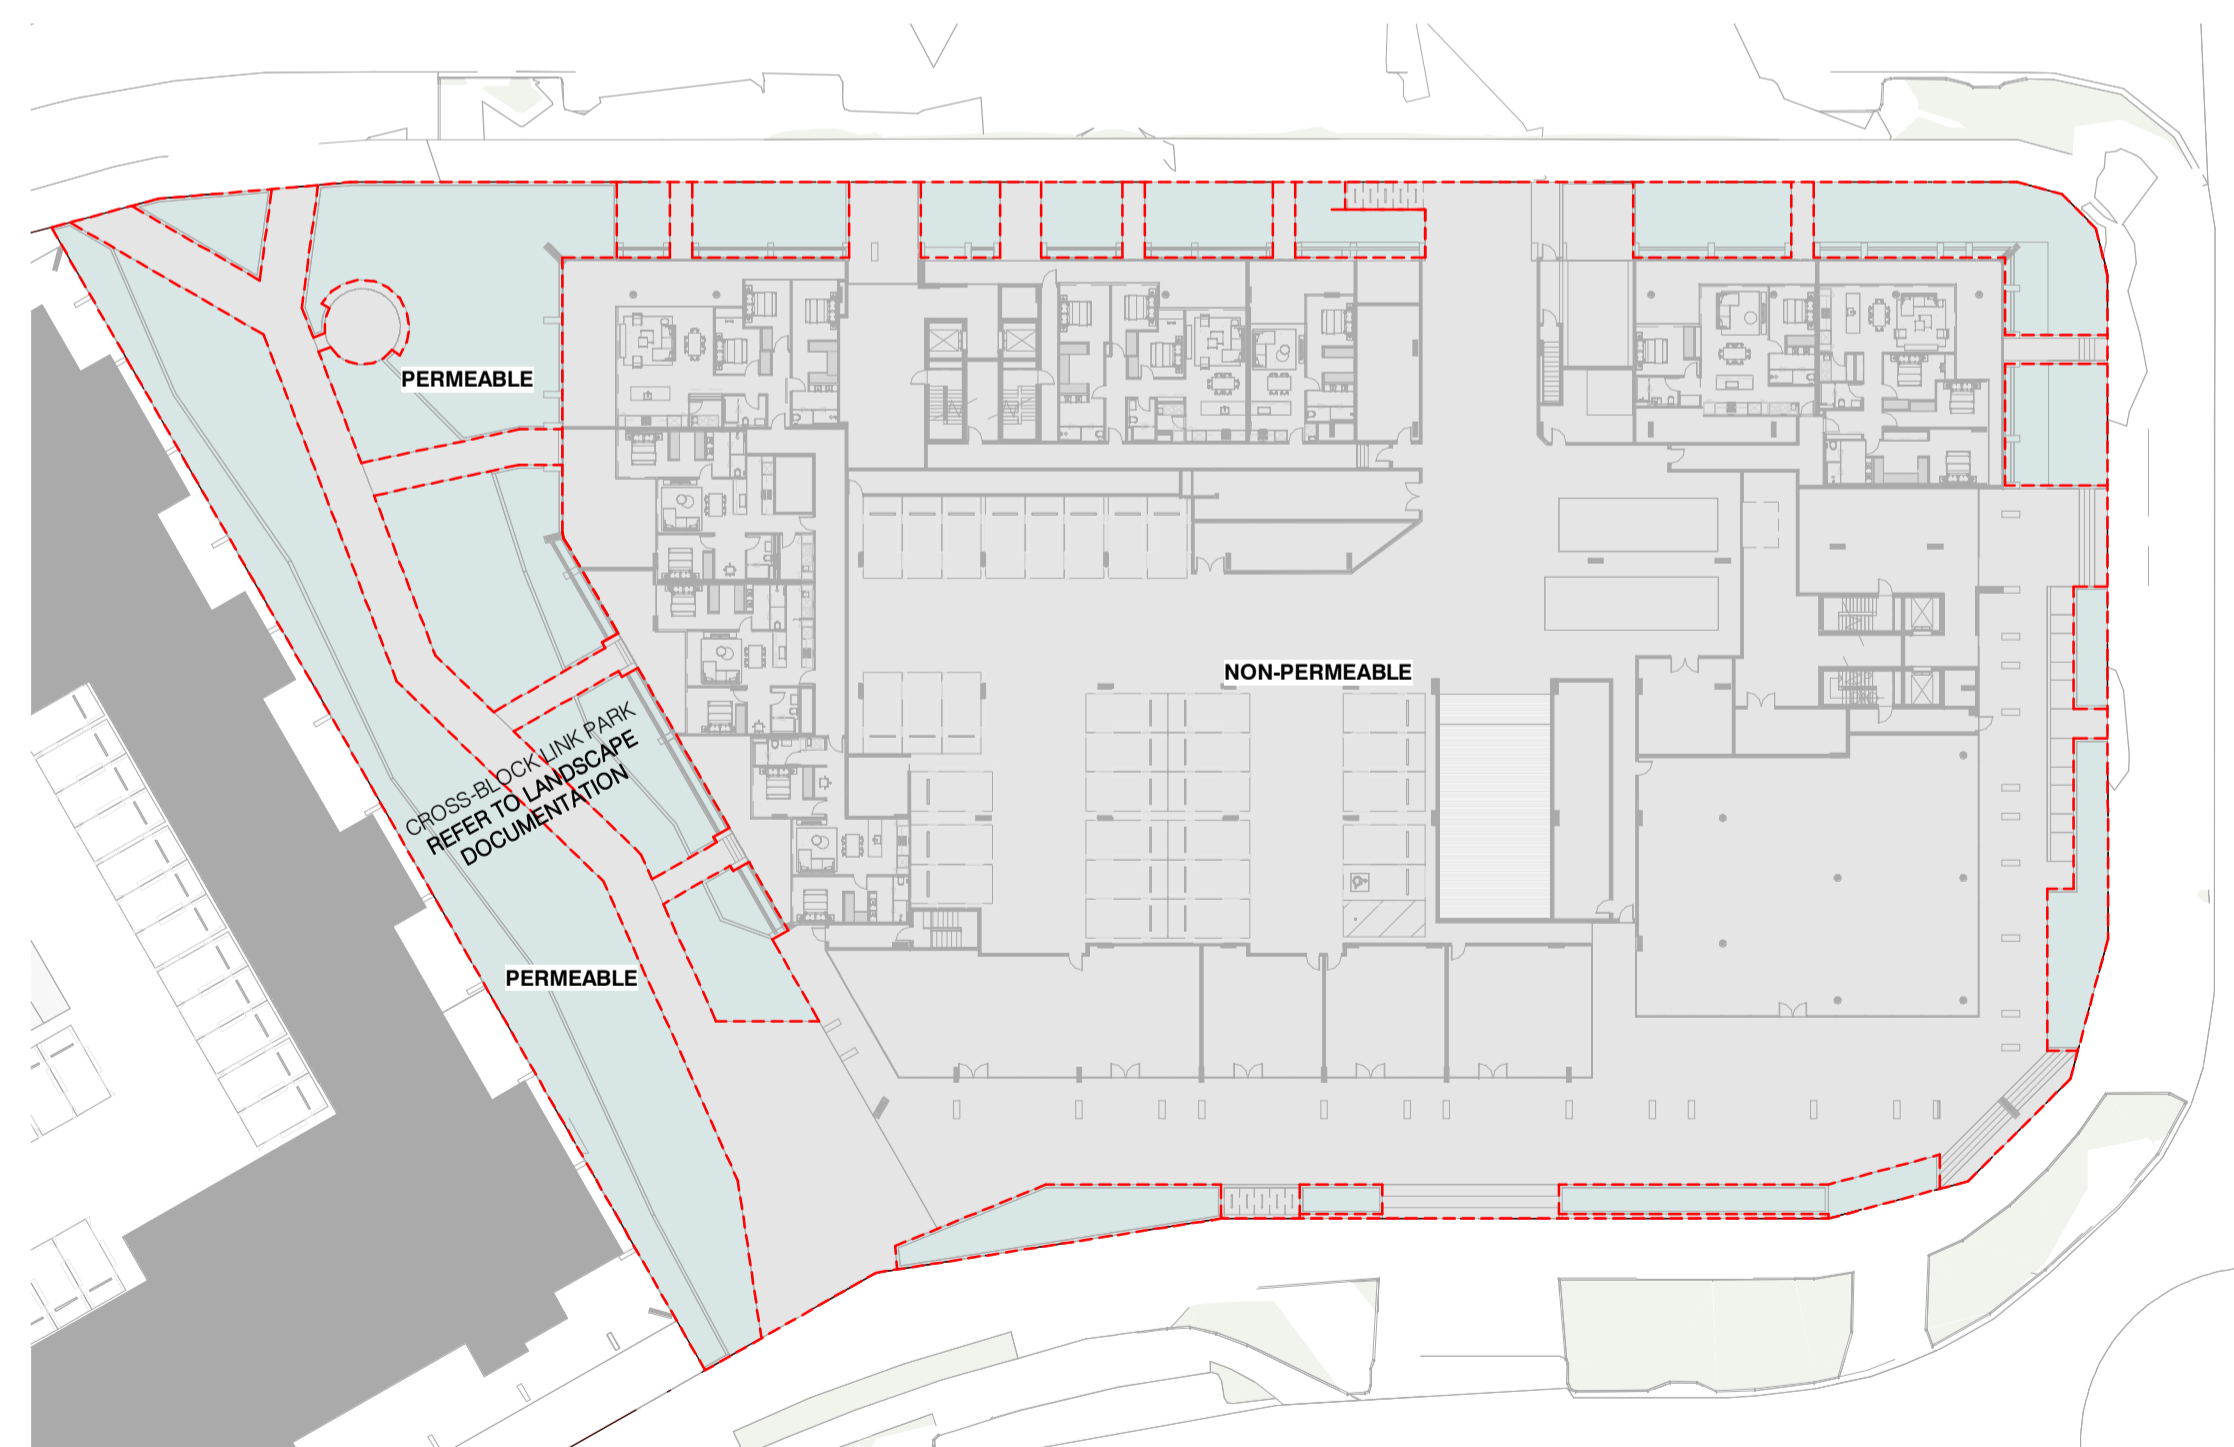 PERMEABLE
NON-PERMEABLE
CROSS-BLOCK LINK PARK
REFER TO LANDSCAPE
DOCUMENTATION
PERMEABLE